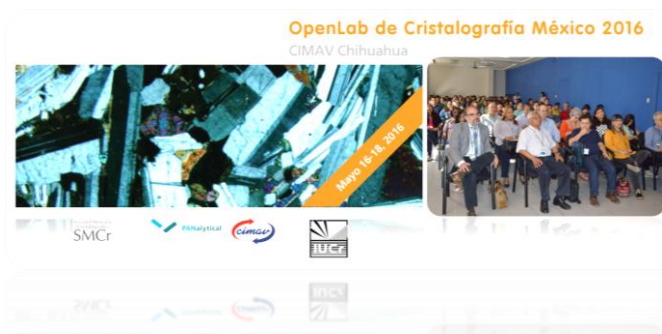 OpenLab de Cristalografía México 2016
CIMAV Chihuahua
Mayo 16-18, 2016
SMCr
PANalytical
cimav
IUCr